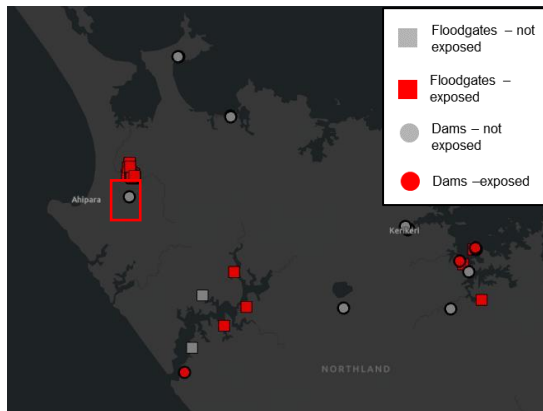 Floodgates – not
exposed
Floodgates –
exposed
Dams – not
exposed
Dams –exposed
Ahipara
Kerikeri
NORTHLAND